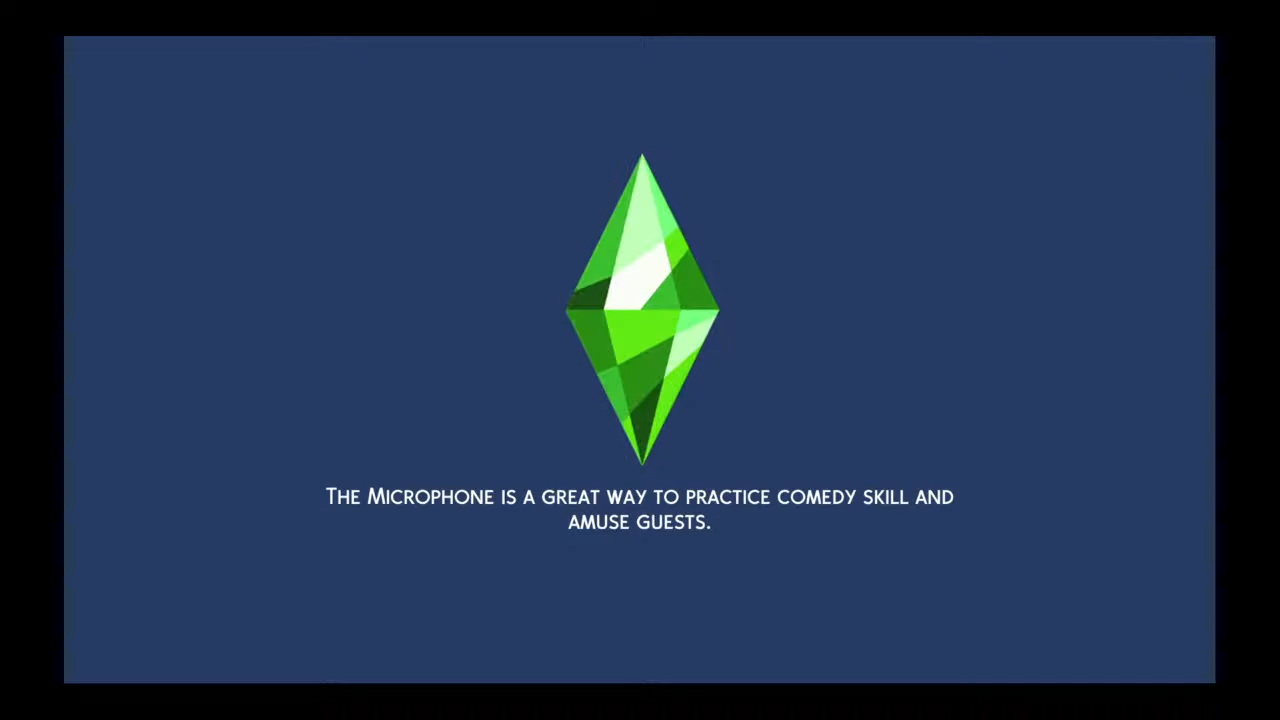 The Microphone is a great way to practice comedy skill and
amuse guests.